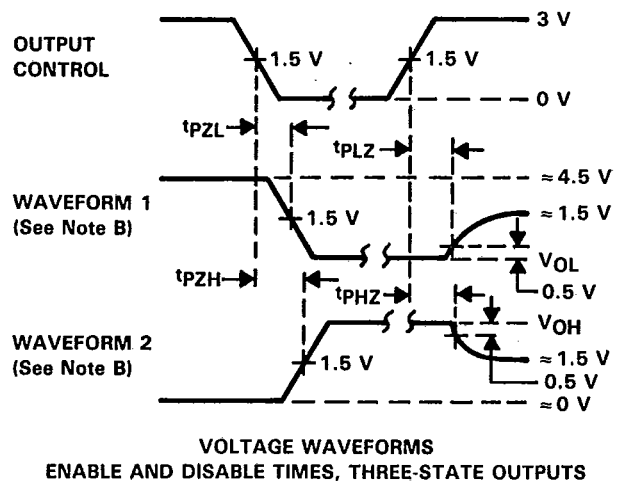 3 V
OUTPUT
CONTROL
1.5 V
1.5 V
0 V
tPZL
tPLZ
≈ 4.5 V
WAVEFORM 1
(See Note B)
1.5 V
≈ 1.5 V
VOL
0.5 V
tPZH
tPHZ
VOH
WAVEFORM 2
(See Note B)
1.5 V
≈ 1.5 V
0.5 V
≈ 0 V
VOLTAGE WAVEFORMS
ENABLE AND DISABLE TIMES, THREE-STATE OUTPUTS